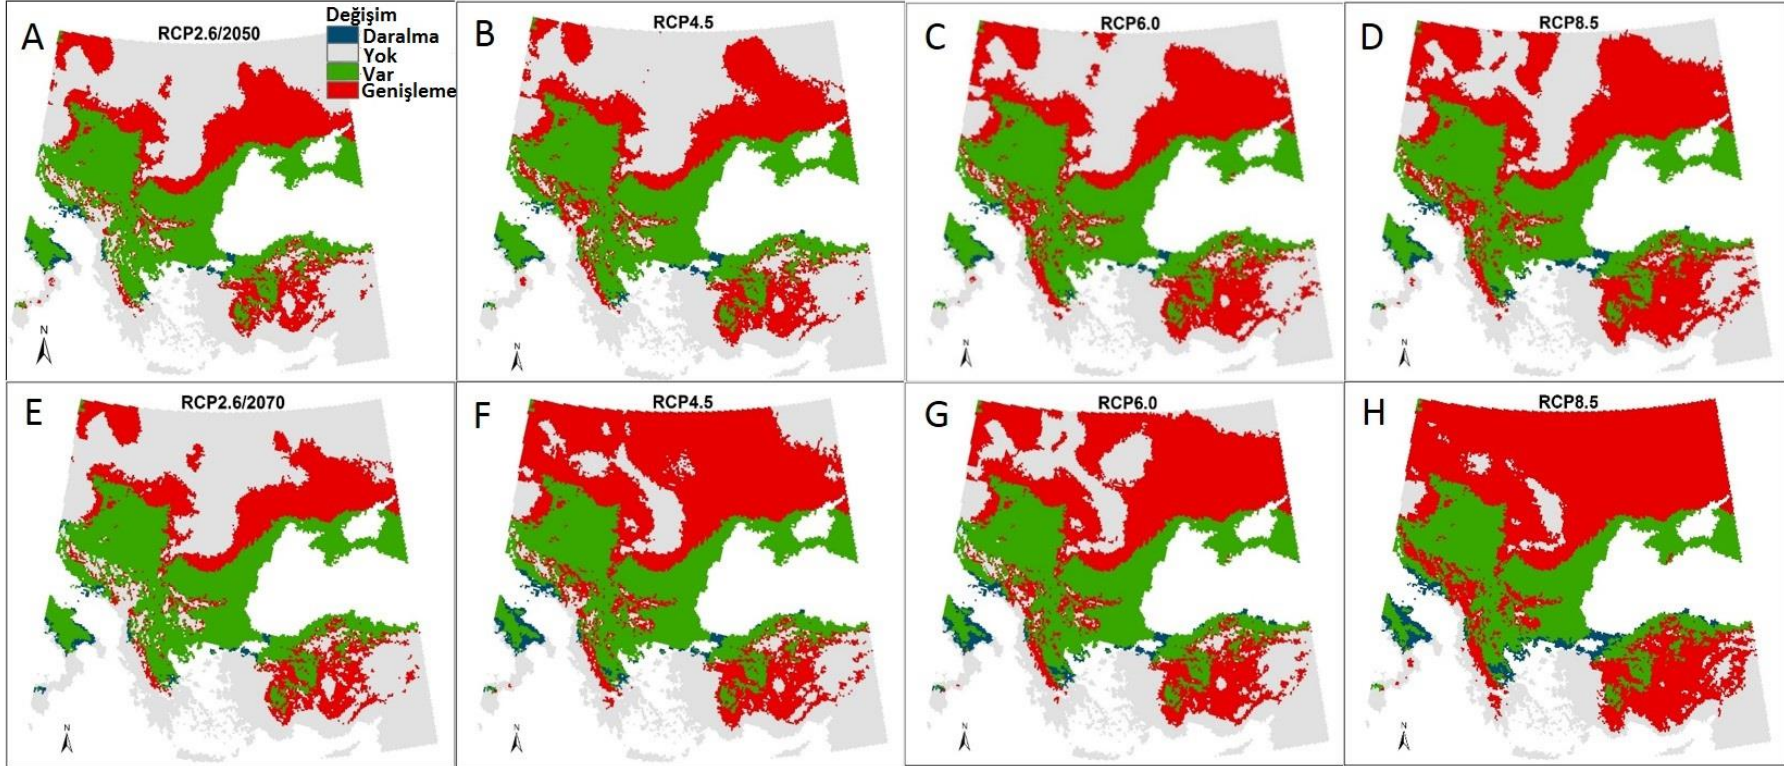 A
RCP2.6/2050
Değişim
Daralma
Yok
Var
Genişleme
N
B
RCP4.5
N
C
RCP6.0
N
D
RCP8.5
N
E
RCP2.6/2070
N
F
RCP4.5
N
G
RCP6.0
N
H
RCP8.5
N